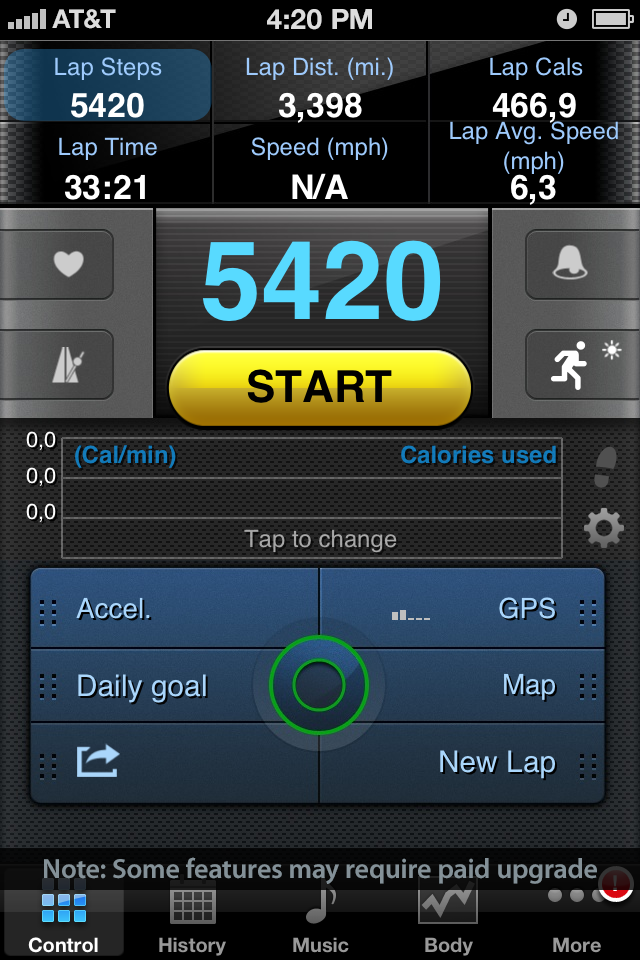 AT&T 4:20 PM
Lap Steps Lap Dist. (mi.) Lap Cals
5420 3,398 466,9
Lap Time Speed (mph) Lap Avg. Speed
(mph)
33:21 N/A 6,3
5420
START
0,0 (Cal/min) Calories used
0,0
0,0
Tap to change
Accel. GPS
Daily goal Map
New Lap
Note: Some features may require paid upgrade
!
Control History Music Body More